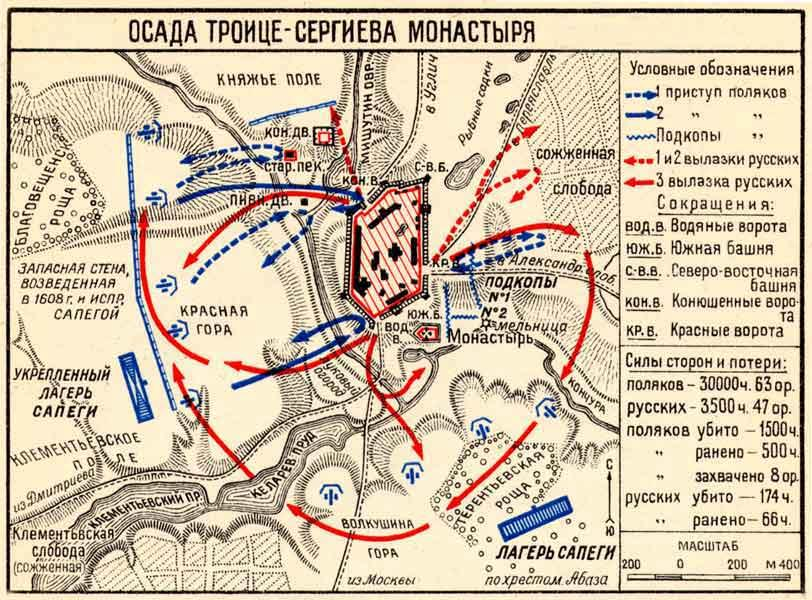 ОСАДА ТРОИЦЕ-СЕРГИЕВА МОНАСТЫРЯ
КНЯЖЬЕ ПОЛЕ
МИШУТИН ОВР.
в УГЛИЧ
Рыбные садки
КОН.ДВ.
СТАР.ПЕК.
КОН.В.
С-В.Б.
ПИВН.ДВ.
СОЖЖЕННАЯ
СЛОБОДА
БЛАГОВЕЩЕН.
РОЩА
ЗАПАСНАЯ СТЕНА,
ВОЗВЕДЕННАЯ
в 1608 г. и ИСПР.
САПЕГОЙ
КРАСНАЯ
ГОРА
КР.В.
в Александр. слоб.
ПОДКОПЫ
№1
№2
мельница
ЮЖ.Б.
ВОД.
В.
Монастырь
огород
КОНЧУРА
УКРЕПЛЕННЫЙ
ЛАГЕРЬ
САПЕГИ
КЛЕМЕНТЬЕВСКОЕ
ПОЛЕ
из Дмитриева
КЛЕМЕНТЬЕВСКИЙ ПР.
КЕЛАРЕВ ПРУД
Клементьевская
слобода
(сожженная
ВОЛКУШИНА
ГОРА
из Москвы
ТЕРЕНТЬЕВСКАЯ
РОЩА
ЛАГЕРЬ САПЕГИ
по хрестом. Абаза
С
Ю
Условные обозначения
1 приступ поляков
2 „ „
Подкопы „
1 и 2 вылазки русских
3 вылазка русских
Сокращения:
ВОД.В. Водяные ворота
ЮЖ.Б. Южная башня
С-В.В. Северо-восточная
башня
КОН.В. Конюшенные воро-
та
КР.В. Красные ворота
Силы сторон и потери:
поляков – 30000 ч. 63 ор.
русских – 3500 ч. 47 ор.
поляков убито – 1500 ч.
„ ранено – 500 ч.
„ захвачено 8 ор.
русских убито – 174 ч.
„ ранено – 66 ч.
МАСШТАБ
200 0 200 М 400